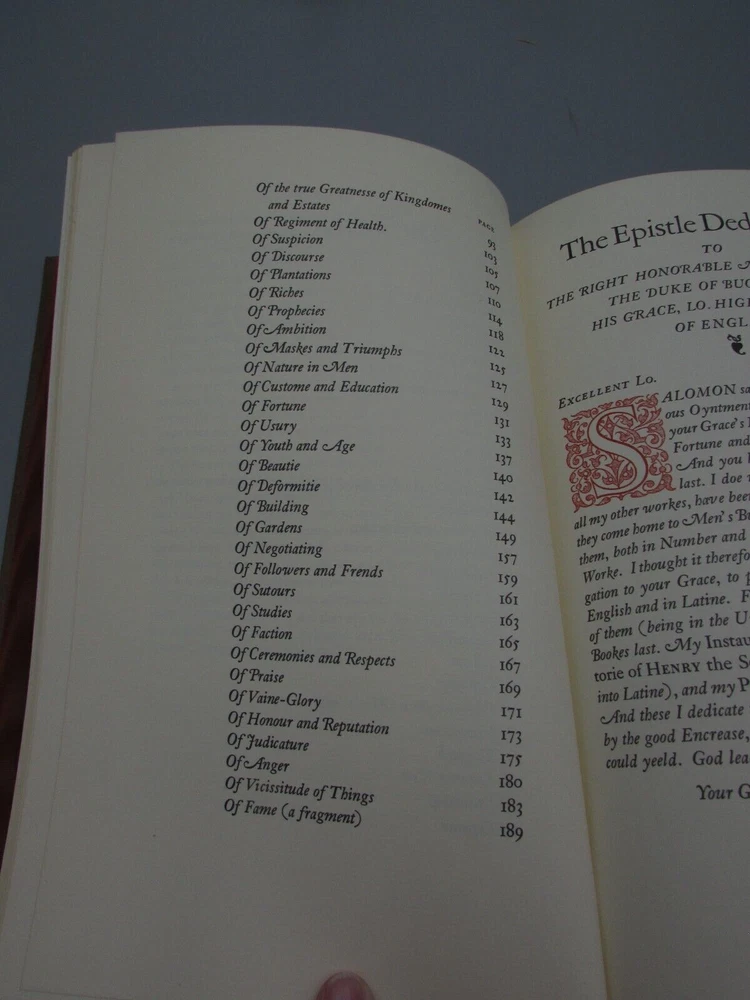 PAGE
Of the true Greatnesse of Kingdomes
and Estates 93
Of Regiment of Health. 103
Of Suspicion 105
Of Discourse 107
Of Plantations 110
Of Riches 114
Of Prophecies 118
Of Ambition 122
Of Maskes and Triumphs 125
Of Nature in Men 127
Of Custome and Education 129
Of Fortune 131
Of Usury 133
Of Youth and Age 137
Of Beautie 140
Of Deformitie 142
Of Building 144
Of Gardens 149
Of Negotiating 157
Of Followers and Frends 159
Of Sutours 161
Of Studies 163
Of Faction 165
Of Ceremonies and Respects 167
Of Praise 169
Of Vaine-Glory 171
Of Honour and Reputation 173
Of Judicature 175
Of Anger 180
Of Vicissitude of Things 183
Of Fame (a fragment) 189
The Epistle Ded
TO
THE RIGHT HONORABLE
THE DUKE OF BUC
HIS GRACE, LO. HIG
OF ENGL
EXCELLENT LO.
SALOMON sa
ous Oyntment
your Grace's
Fortune and
And you
last. I doe
all my other workes, have been
they come home to Men's Bu
them, both in Number and
Worke. I thought it therefo
gation to your Grace, to
English and in Latine. F
of them (being in the U
Bookes last. My Instau
torie of HENRY the S
into Latine), and my P
And these I dedicate
by the good Encrease,
could yeeld. God lea
Your G